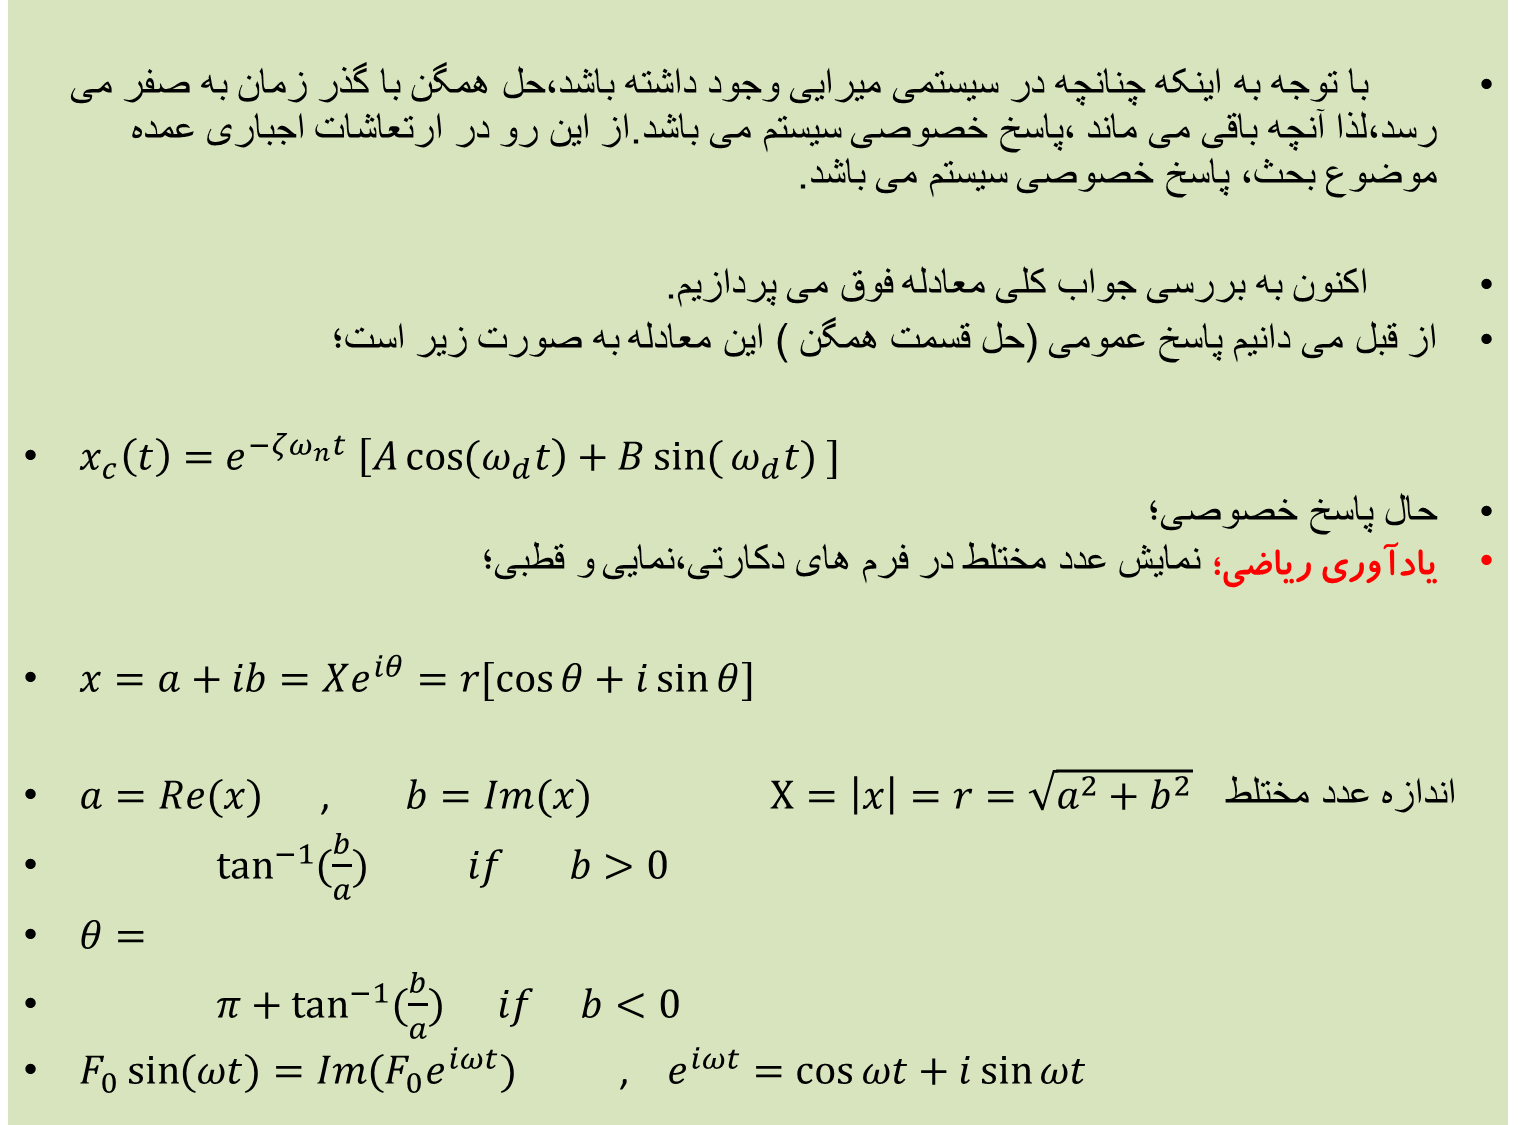 • با توجه به اینکه چنانچه در سیستمی میرایی وجود داشته باشد،حل همگن با گذر زمان به صفر می
رسد،لذا آنچه باقی می ماند ،پاسخ خصوصی سیستم می باشد.از این رو در ارتعاشات اجباری عمده
موضوع بحث، پاسخ خصوصی سیستم می باشد.
• اکنون به بررسی جواب کلی معادله فوق می پردازیم.
• از قبل می دانیم پاسخ عمومی (حل قسمت همگن ) این معادله به صورت زیر است؛
• x_c(t) = e^{−ζω_n t} [A cos(ω_d t) + B sin( ω_d t) ]
• حال پاسخ خصوصی؛
• یادآوری ریاضی؛ نمایش عدد مختلط در فرم های دکارتی،نمایی و قطبی؛
• x = a + ib = Xe^{iθ} = r[cos θ + i sin θ]
• a = Re(x) , b = Im(x) X = |x| = r = √(a² + b²) اندازه عدد مختلط
• tan⁻¹(b/a) if b > 0
• θ =
• π + tan⁻¹(b/a) if b < 0
• F₀ sin(ωt) = Im(F₀e^{iωt}) , e^{iωt} = cos ωt + i sin ωt